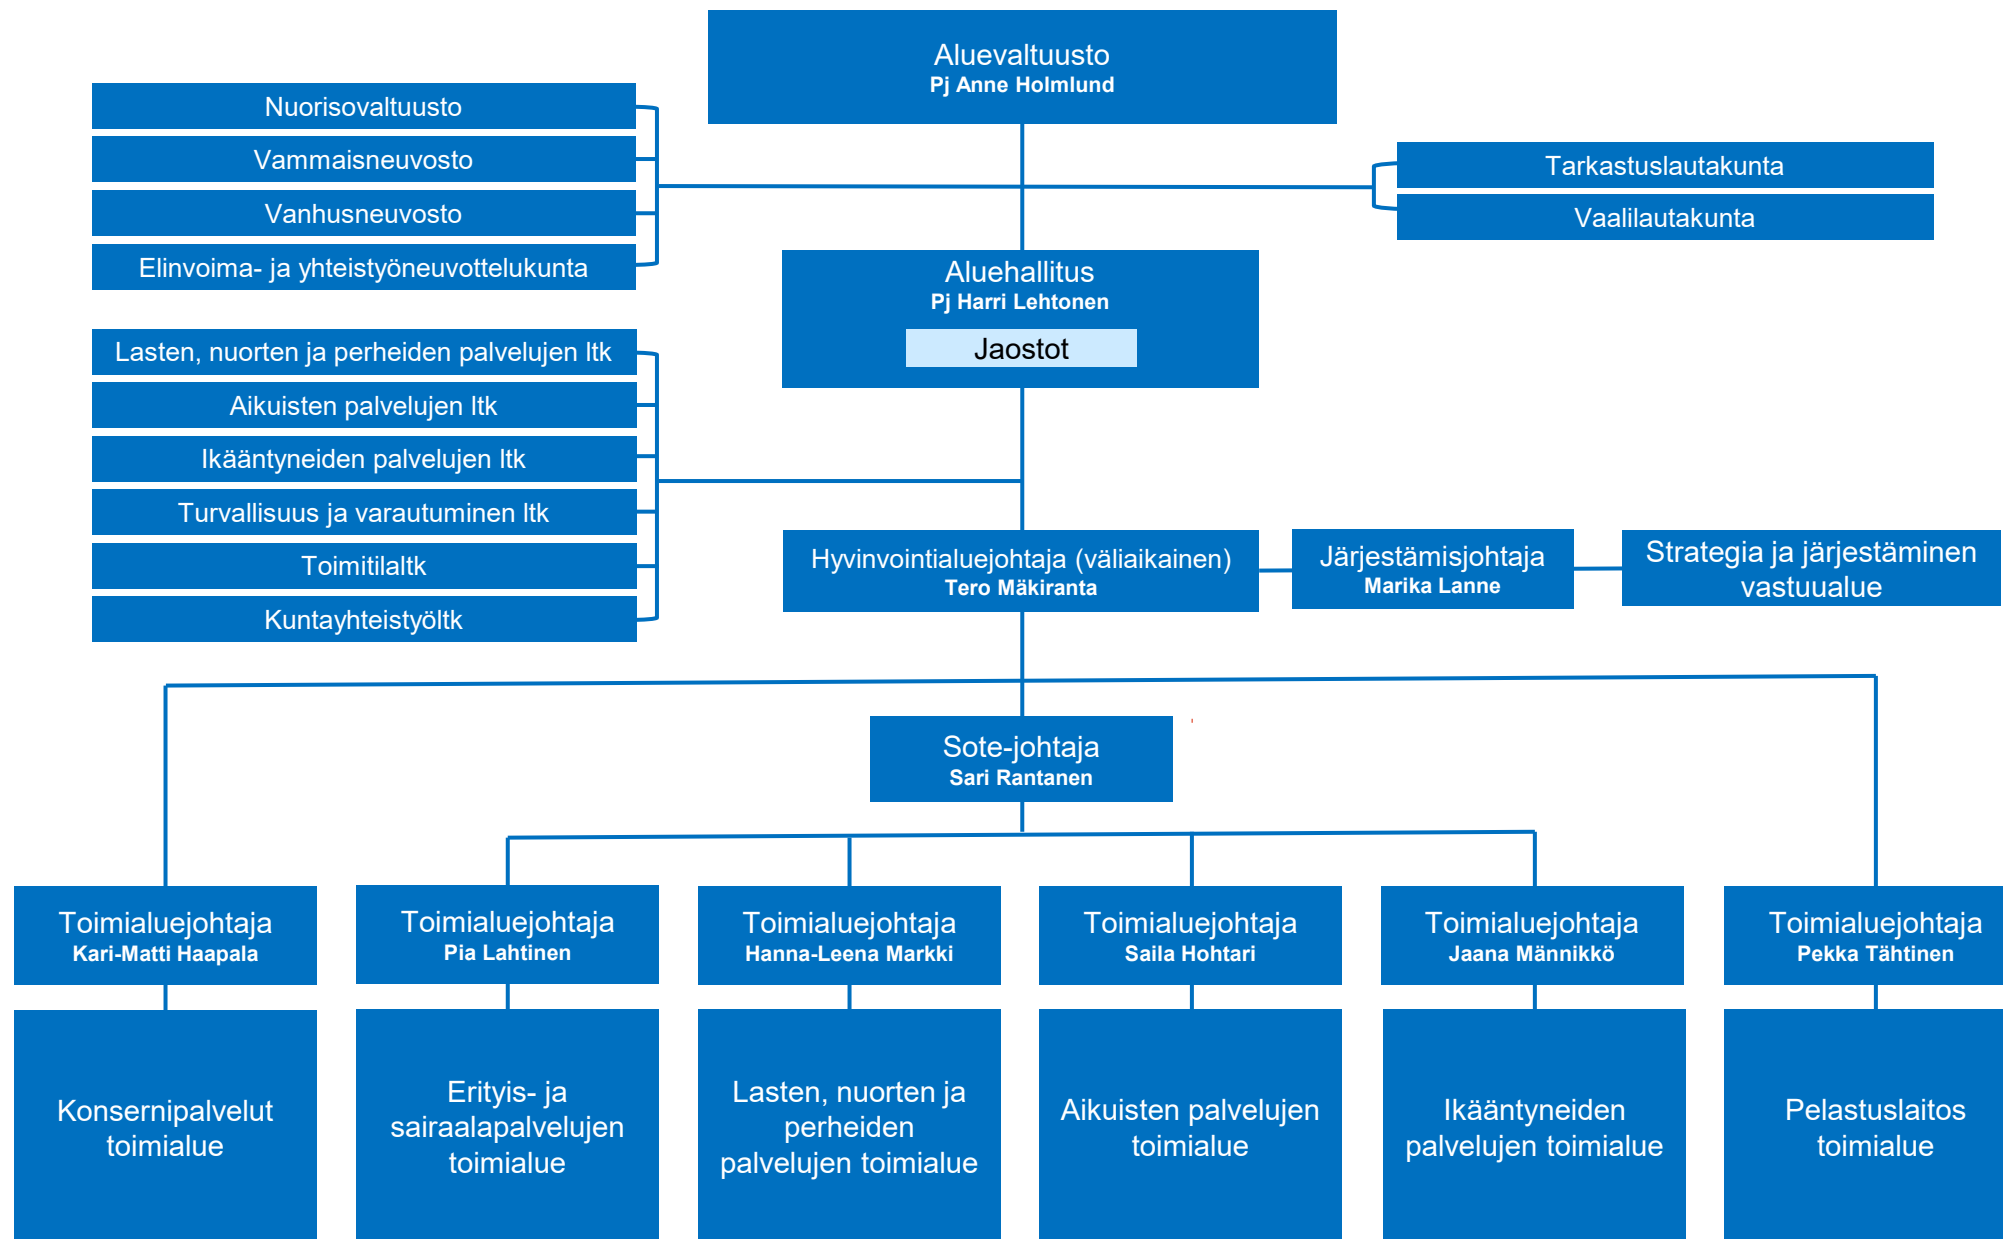 Aluevaltuusto
Pj Anne Holmlund
Nuorisovaltuusto
Vammaisneuvosto
Vanhusneuvosto
Elinvoima- ja yhteistyöneuvottelukunta
Tarkastuslautakunta
Vaalilautakunta
Aluehallitus
Pj Harri Lehtonen
Jaostot
Lasten, nuorten ja perheiden palvelujen ltk
Aikuisten palvelujen ltk
Ikääntyneiden palvelujen ltk
Turvallisuus ja varautuminen ltk
Toimitilaltk
Kuntayhteistyöltk
Hyvinvointialuejohtaja (väliaikainen)
Tero Mäkiranta
Järjestämisjohtaja
Marika Lanne
Strategia ja järjestäminen
vastuualue
Sote-johtaja
Sari Rantanen
Toimialuejohtaja
Kari-Matti Haapala
Toimialuejohtaja
Pia Lahtinen
Toimialuejohtaja
Hanna-Leena Markki
Toimialuejohtaja
Saila Hohtari
Toimialuejohtaja
Jaana Männikkö
Toimialuejohtaja
Pekka Tähtinen
Konsernipalvelut
toimialue
Erityis- ja
sairaalapalvelujen
toimialue
Lasten, nuorten ja
perheiden
palvelujen toimialue
Aikuisten palvelujen
toimialue
Ikääntyneiden
palvelujen toimialue
Pelastuslaitos
toimialue